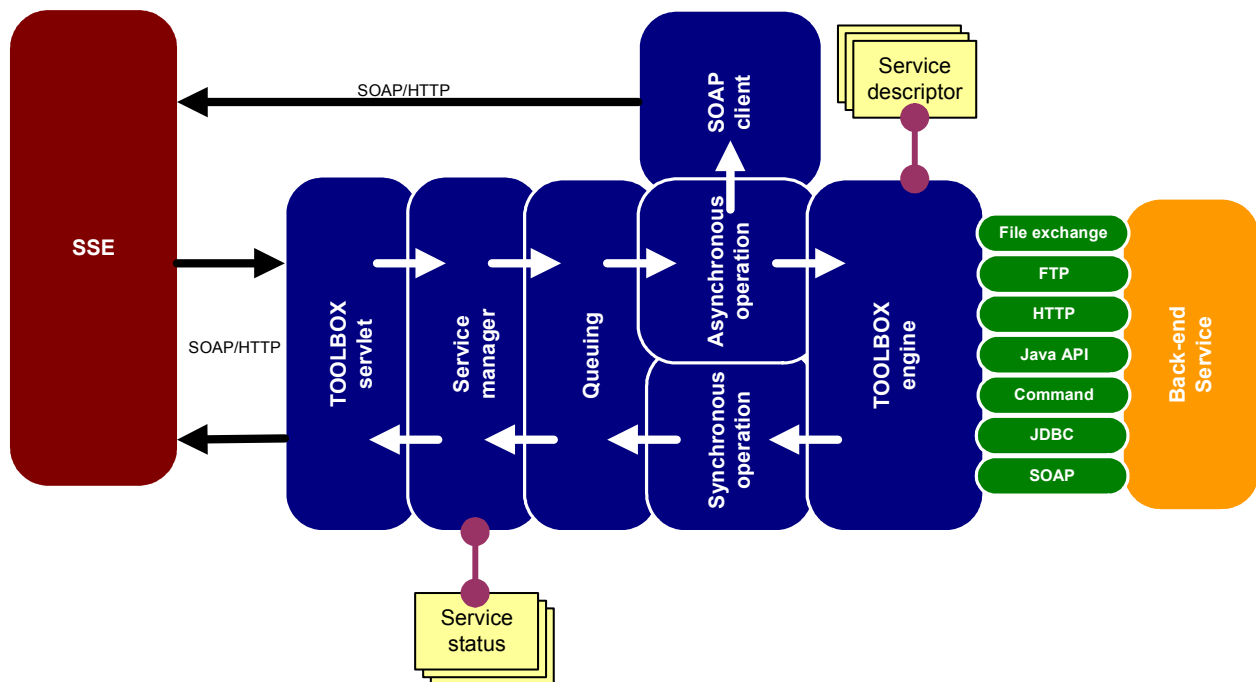 Service
descriptor
SOAP/HTTP
SOAP
client
SSE
SOAP/HTTP
TOOLBOX
servlet
Service
manager
Queuing
Asynchronous
operation
Synchronous
operation
TOOLBOX
engine
File exchange
FTP
HTTP
Java API
Command
JDBC
SOAP
Back-end
Service
Service
status